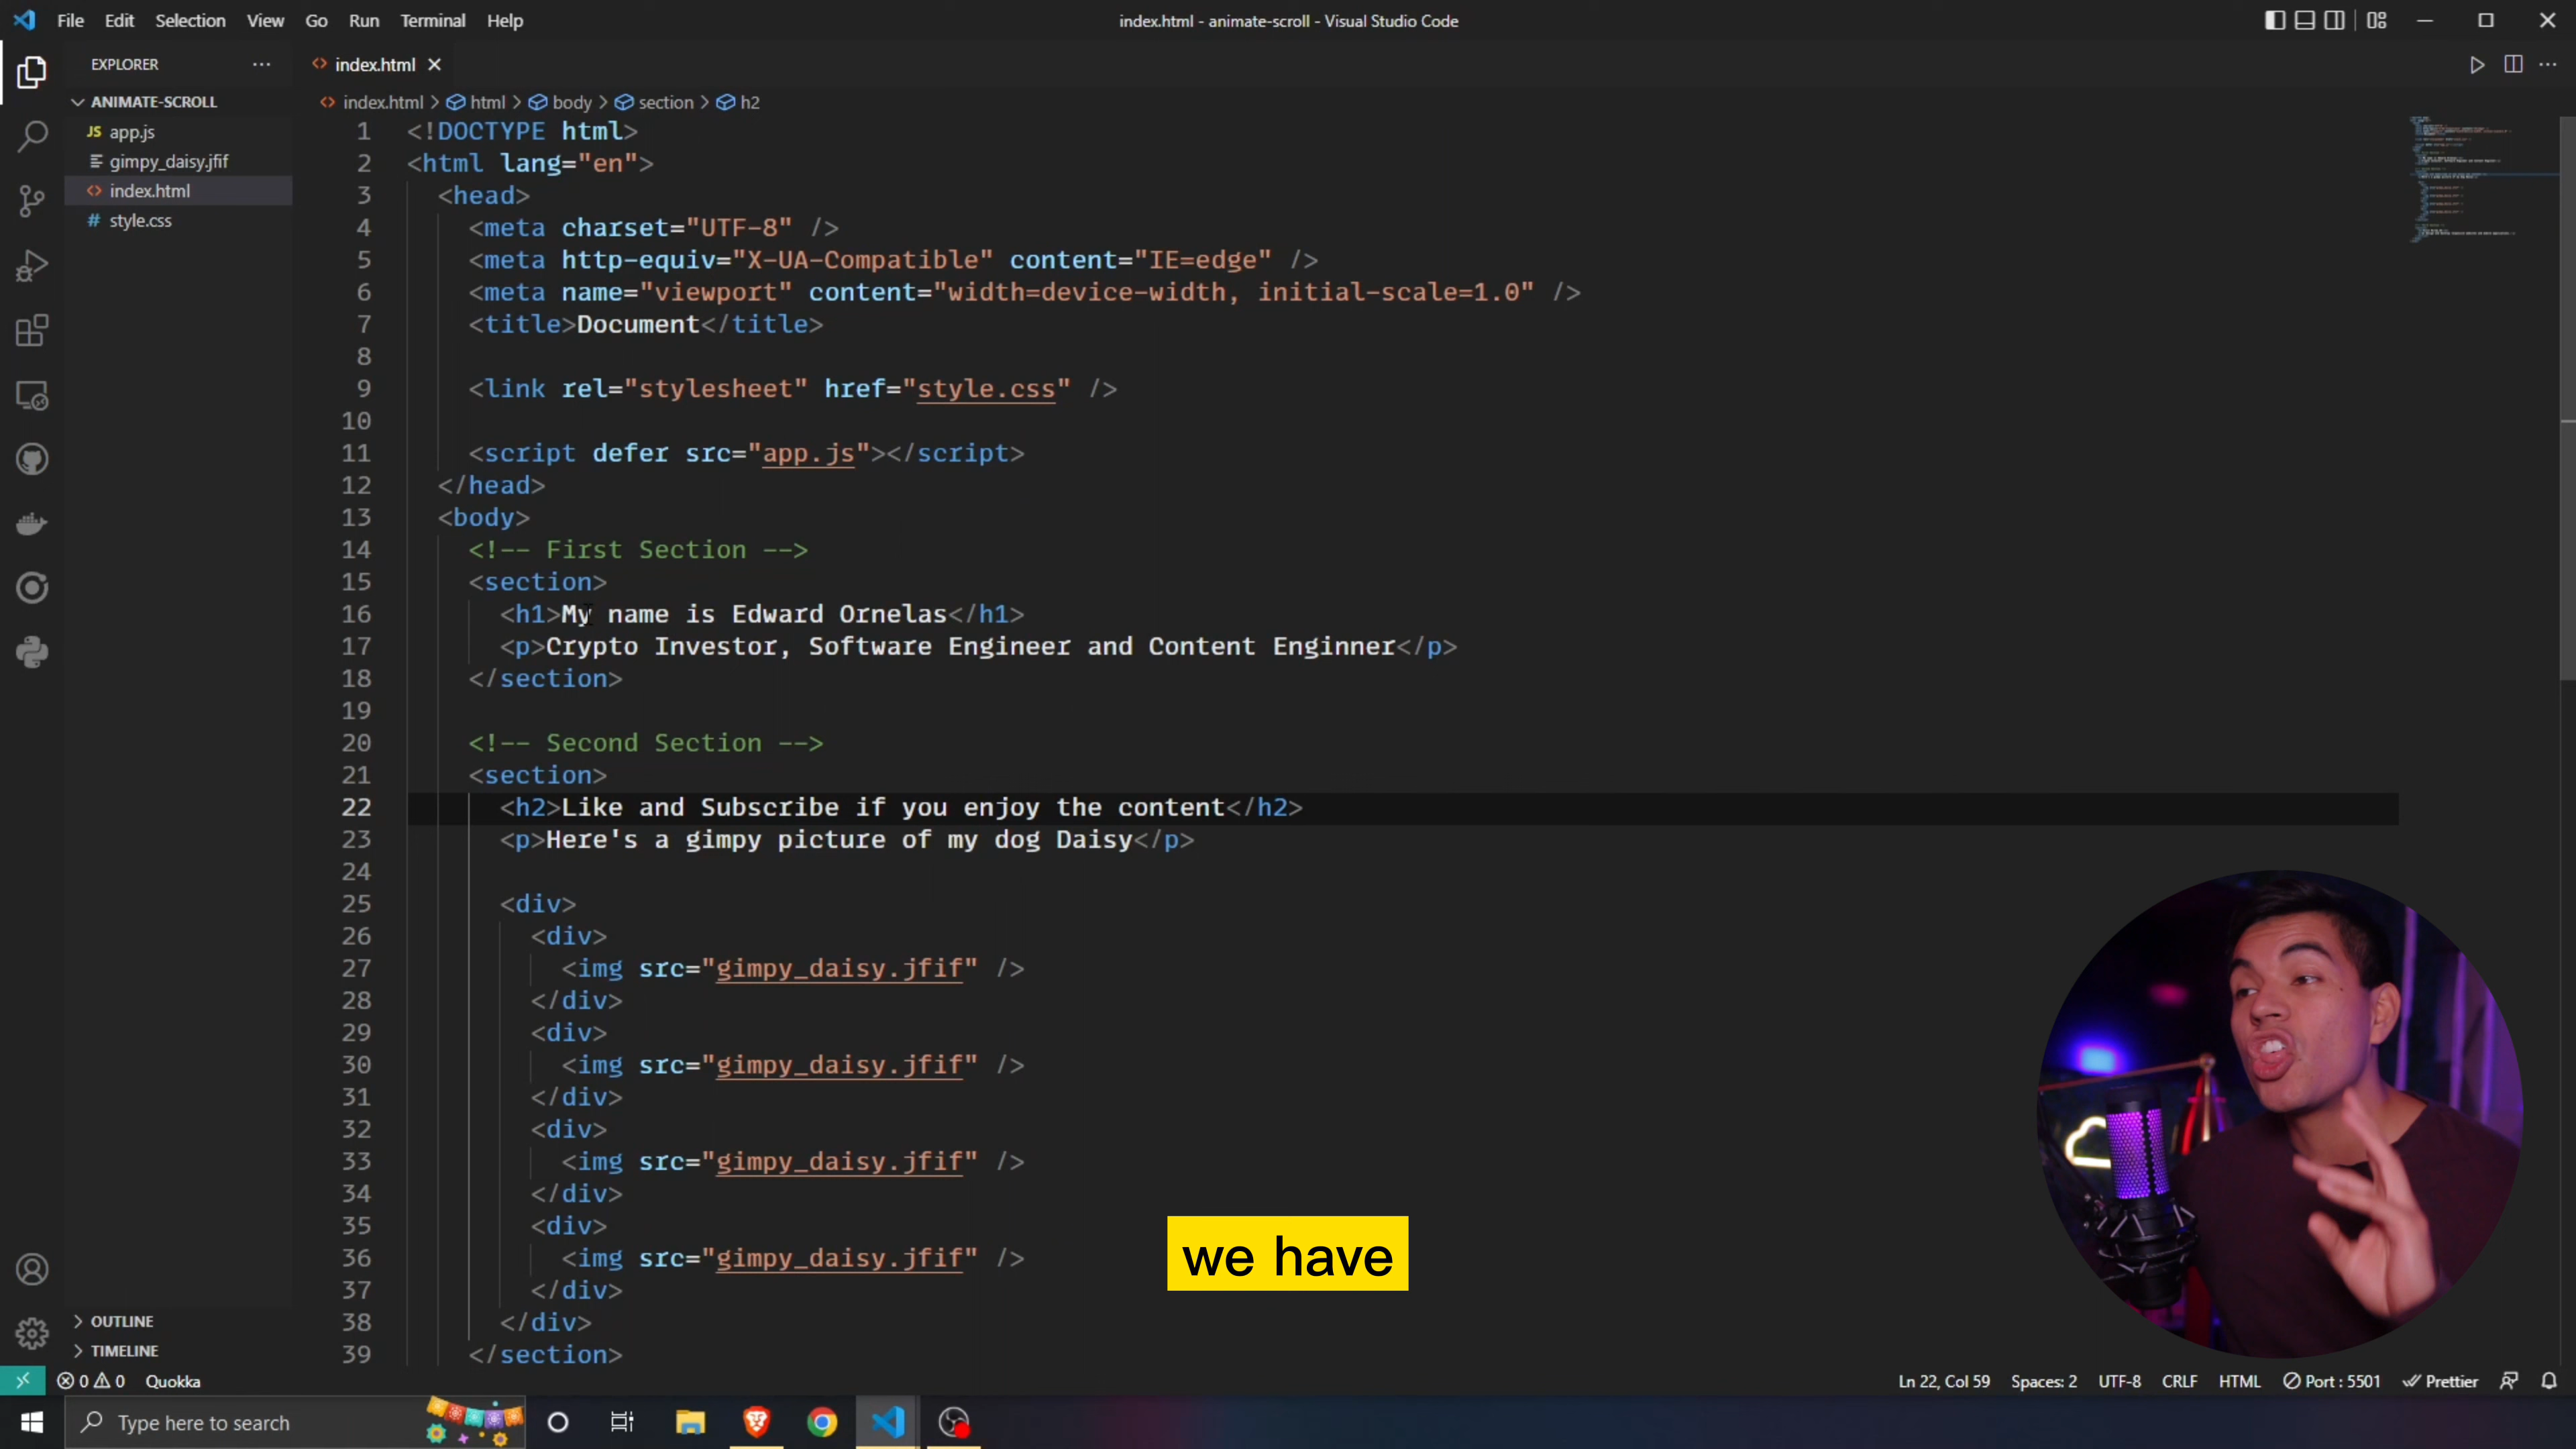 File Edit Selection View Go Run Terminal Help
index.html - animate-scroll - Visual Studio Code
EXPLORER
index.html
ANIMATE-SCROLL
JS app.js
gimpy_daisy.jfif
<> index.html
# style.css
OUTLINE
TIMELINE
<> index.html > html > body > section > h2
1 <!DOCTYPE html>
2 <html lang="en">
3 <head>
4 <meta charset="UTF-8" />
5 <meta http-equiv="X-UA-Compatible" content="IE=edge" />
6 <meta name="viewport" content="width=device-width, initial-scale=1.0" />
7 <title>Document</title>
8
9 <link rel="stylesheet" href="style.css" />
10
11 <script defer src="app.js"></script>
12 </head>
13 <body>
14 <!-- First Section -->
15 <section>
16 <h1>My name is Edward Ornelas</h1>
17 <p>Crypto Investor, Software Engineer and Content Enginner</p>
18 </section>
19
20 <!-- Second Section -->
21 <section>
22 <h2>Like and Subscribe if you enjoy the content</h2>
23 <p>Here's a gimpy picture of my dog Daisy</p>
24
25 <div>
26 <div>
27 <img src="gimpy_daisy.jfif" />
28 </div>
29 <div>
30 <img src="gimpy_daisy.jfif" />
31 </div>
32 <div>
33 <img src="gimpy_daisy.jfif" />
34 </div>
35 <div>
36 <img src="gimpy_daisy.jfif" />
37 </div>
38 </div>
39 </section>
we have
0 0 Quokka
Ln 22, Col 59 Spaces: 2 UTF-8 CRLF HTML Port : 5501 Prettier
Type here to search